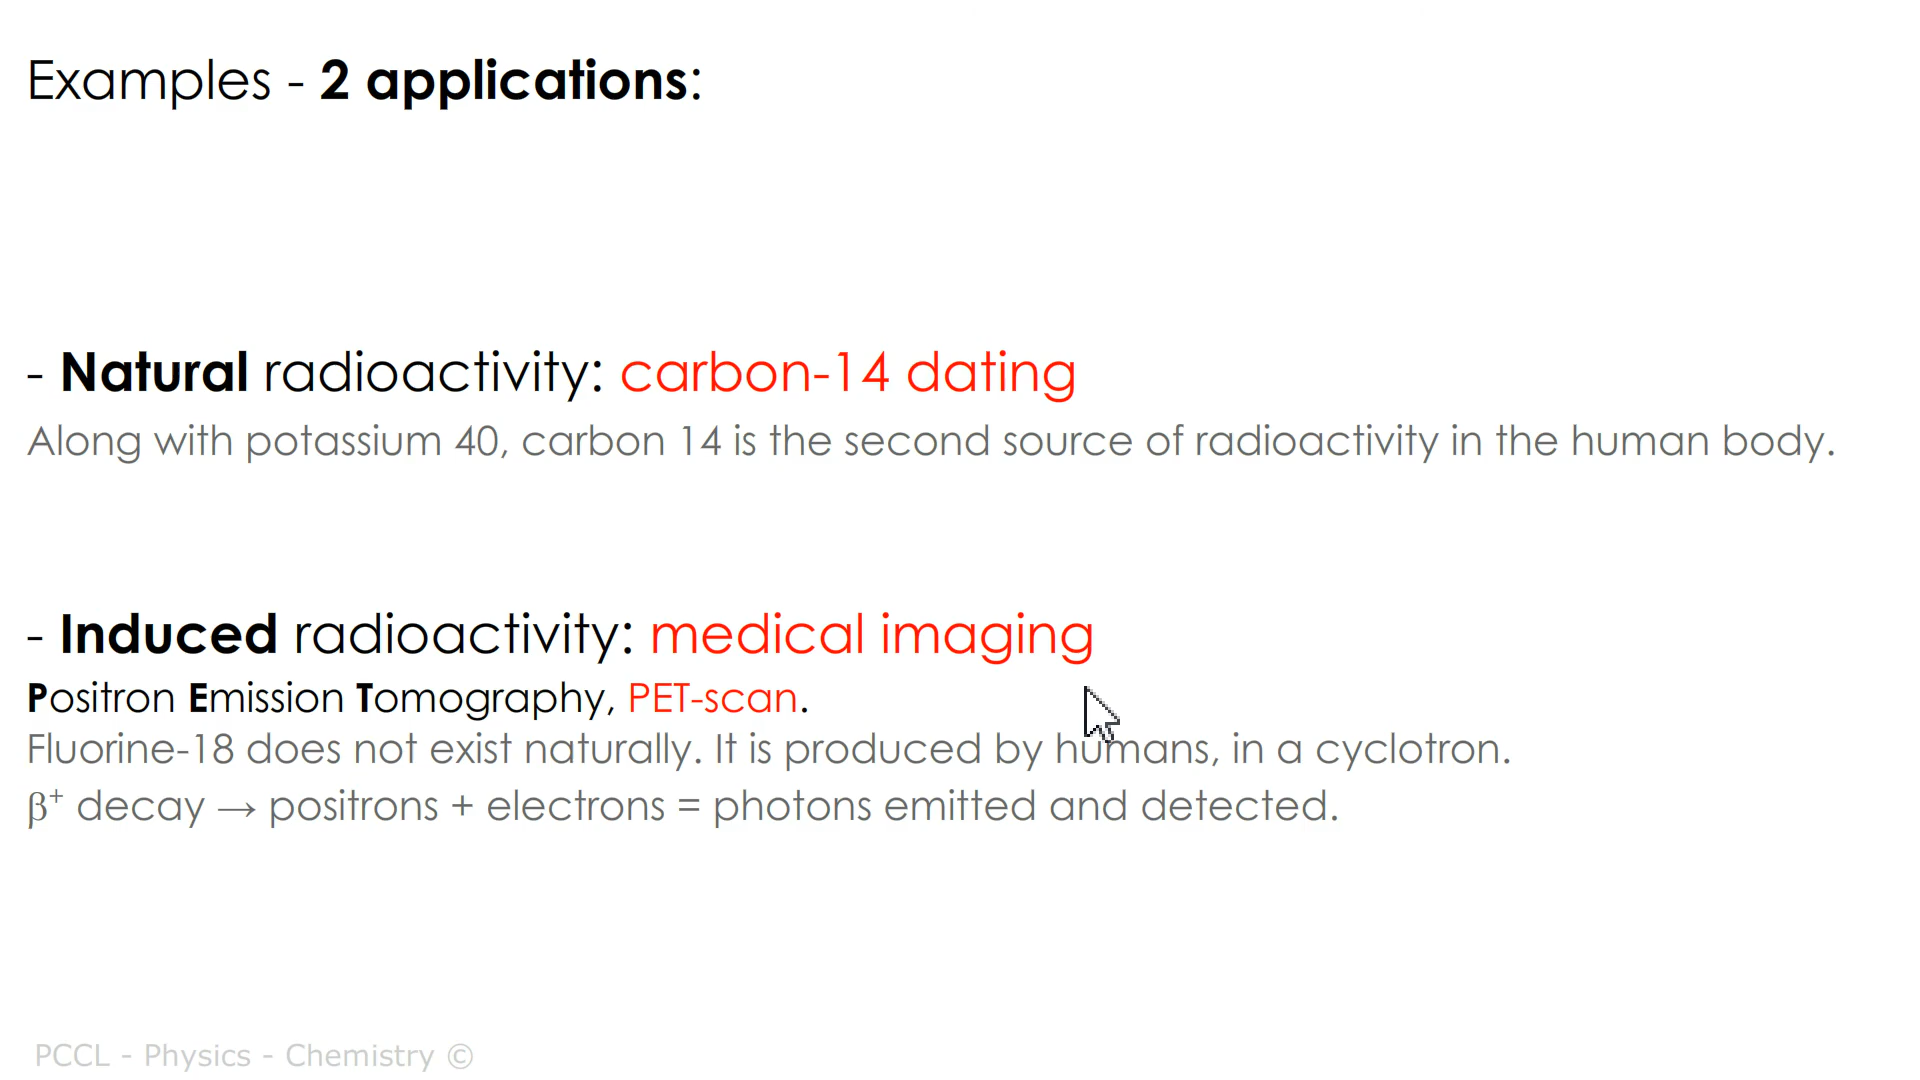 Examples - 2 applications:
- Natural radioactivity: carbon-14 dating
Along with potassium 40, carbon 14 is the second source of radioactivity in the human body.
- Induced radioactivity: medical imaging
Positron Emission Tomography, PET-scan.
Fluorine-18 does not exist naturally. It is produced by humans, in a cyclotron.
β⁺ decay → positrons + electrons = photons emitted and detected.
PCCL - Physics - Chemistry ©